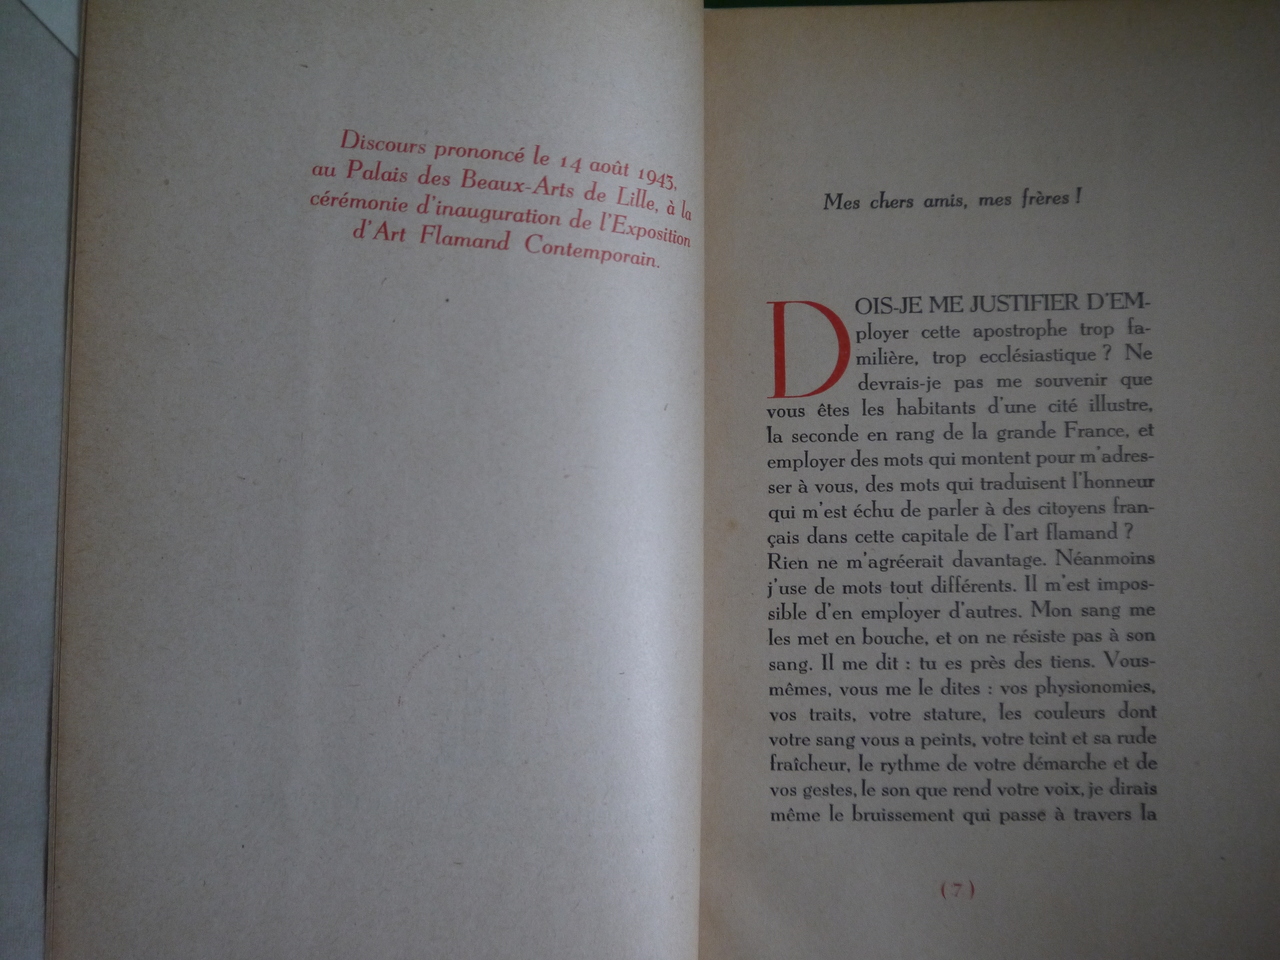 Discours prononcé le 14 août 1943,
au Palais des Beaux-Arts de Lille, à la
cérémonie d'inauguration de l'Exposition
d'Art Flamand Contemporain.
Mes chers amis, mes frères !
DOIS-JE ME JUSTIFIER D'EM-
ployer cette apostrophe trop fa-
milière, trop ecclésiastique ? Ne
devrais-je pas me souvenir que
vous êtes les habitants d'une cité illustre,
la seconde en rang de la grande France, et
employer des mots qui montent pour m'adres-
ser à vous, des mots qui traduisent l'honneur
qui m'est échu de parler à des citoyens fran-
çais dans cette capitale de l'art flamand ?
Rien ne m'agréerait davantage. Néanmoins
j'use de mots tout différents. Il m'est impos-
sible d'en employer d'autres. Mon sang me
les met en bouche, et on ne résiste pas à son
sang. Il me dit : tu es près des tiens. Vous-
mêmes, vous me le dites : vos physionomies,
vos traits, votre stature, les couleurs dont
votre sang vous a peints, votre teint et sa rude
fraîcheur, le rythme de votre démarche et de
vos gestes, le son que rend votre voix, je dirais
même le bruissement qui passe à travers la
( 7 )